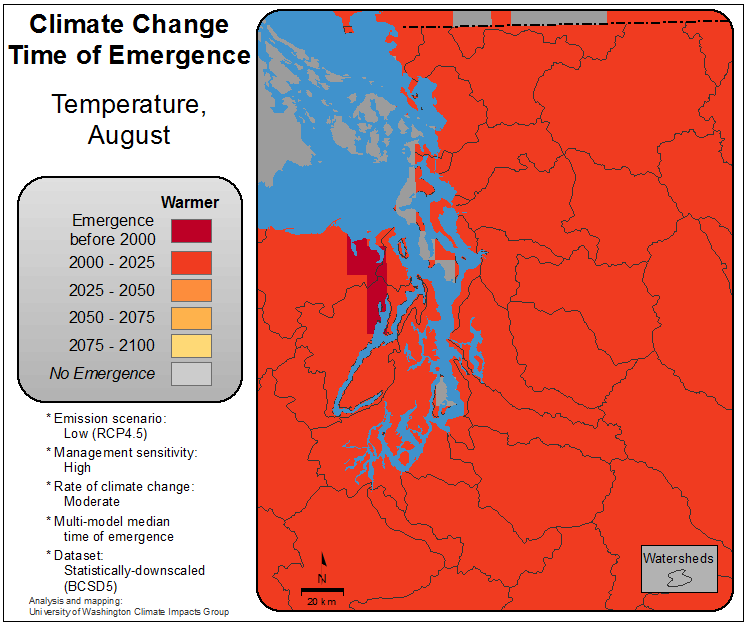 Climate Change
Time of Emergence
Temperature,
August
Warmer
Emergence
before 2000
2000 - 2025
2025 - 2050
2050 - 2075
2075 - 2100
No Emergence
* Emission scenario:
Low (RCP4.5)
* Management sensitivity:
High
* Rate of climate change:
Moderate
* Multi-model median
time of emergence
* Dataset:
Statistically-downscaled
(BCSD5)
Analysis and mapping:
University of Washington Climate Impacts Group
N
20 km
Watersheds